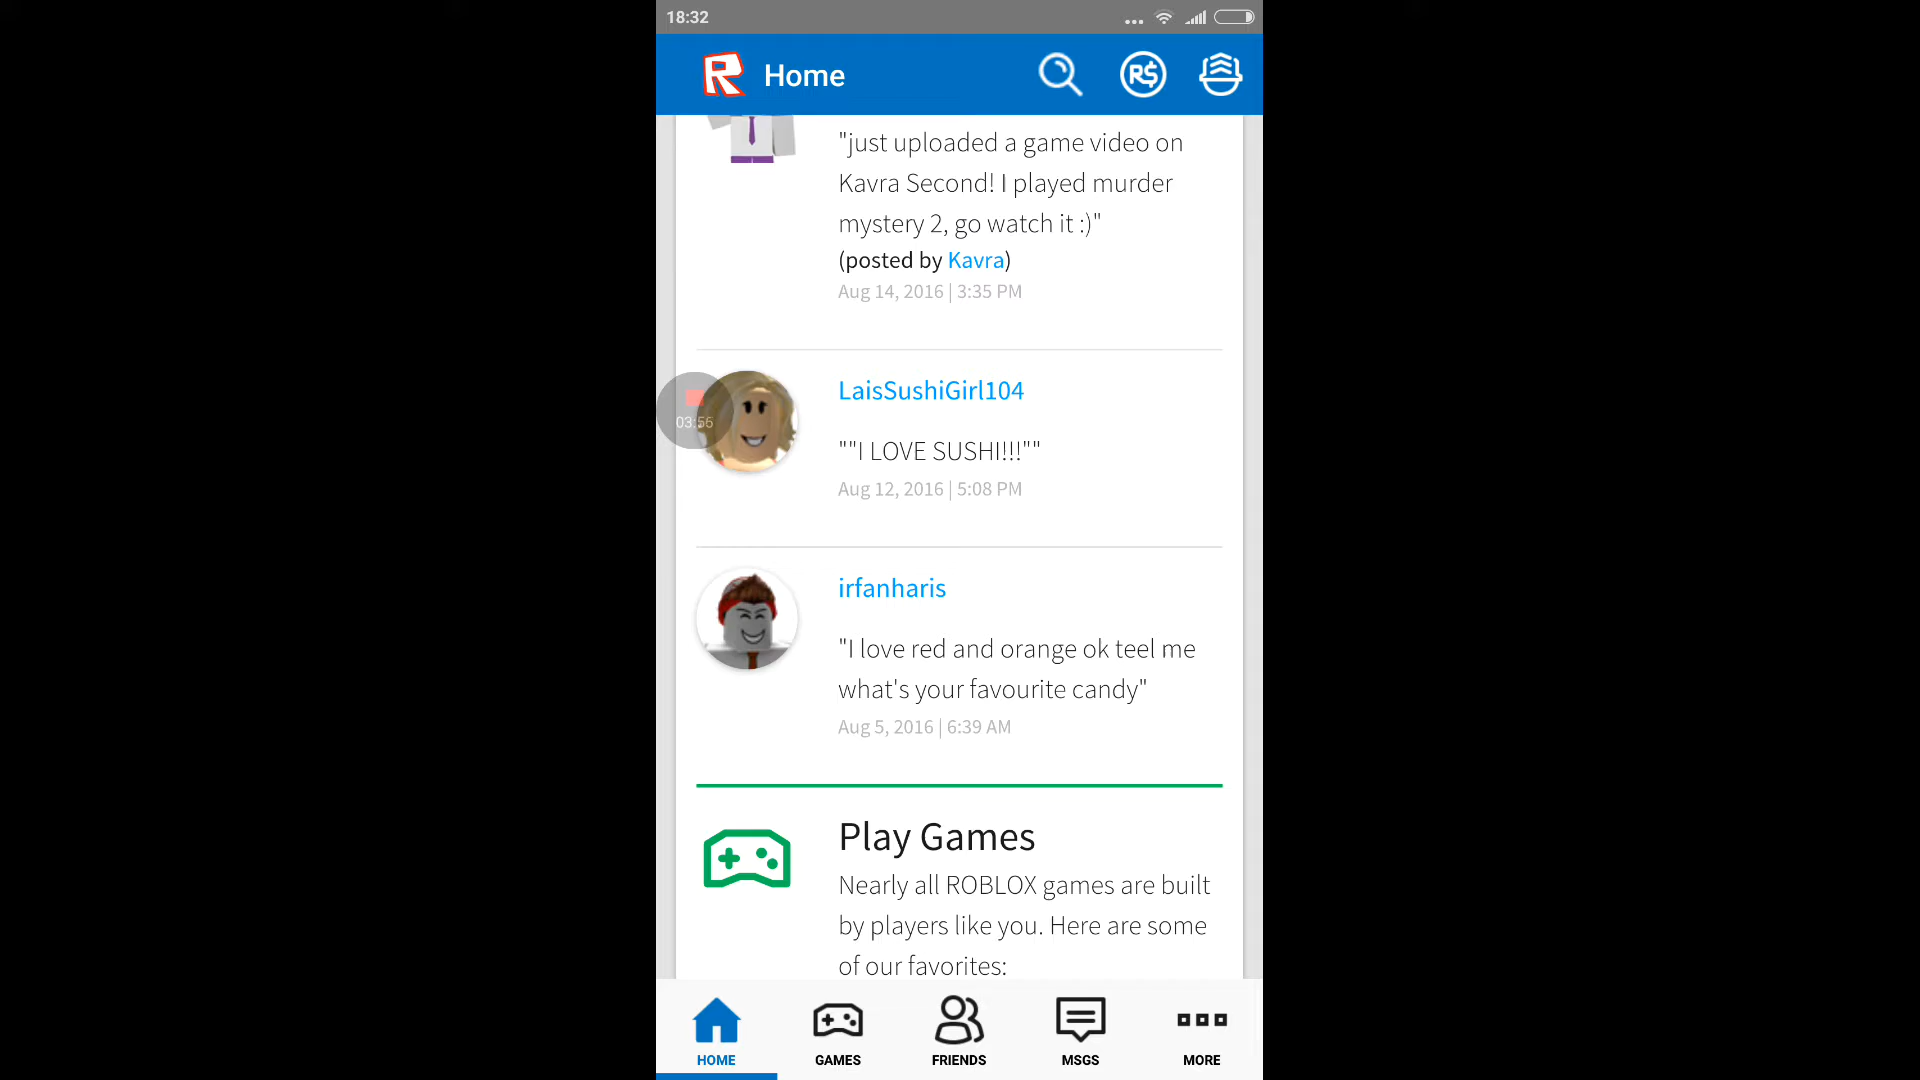 18:32
Home
"just uploaded a game video on
Kavra Second! I played murder
mystery 2, go watch it :)"
(posted by Kavra)
Aug 14, 2016 | 3:35 PM
LaisSushiGirl104
03:56
""I LOVE SUSHI!!!""
Aug 12, 2016 | 5:08 PM
irfanharis
"I love red and orange ok teel me
what's your favourite candy"
Aug 5, 2016 | 6:39 AM
Play Games
Nearly all ROBLOX games are built
by players like you. Here are some
of our favorites:
HOME GAMES FRIENDS MSGS MORE